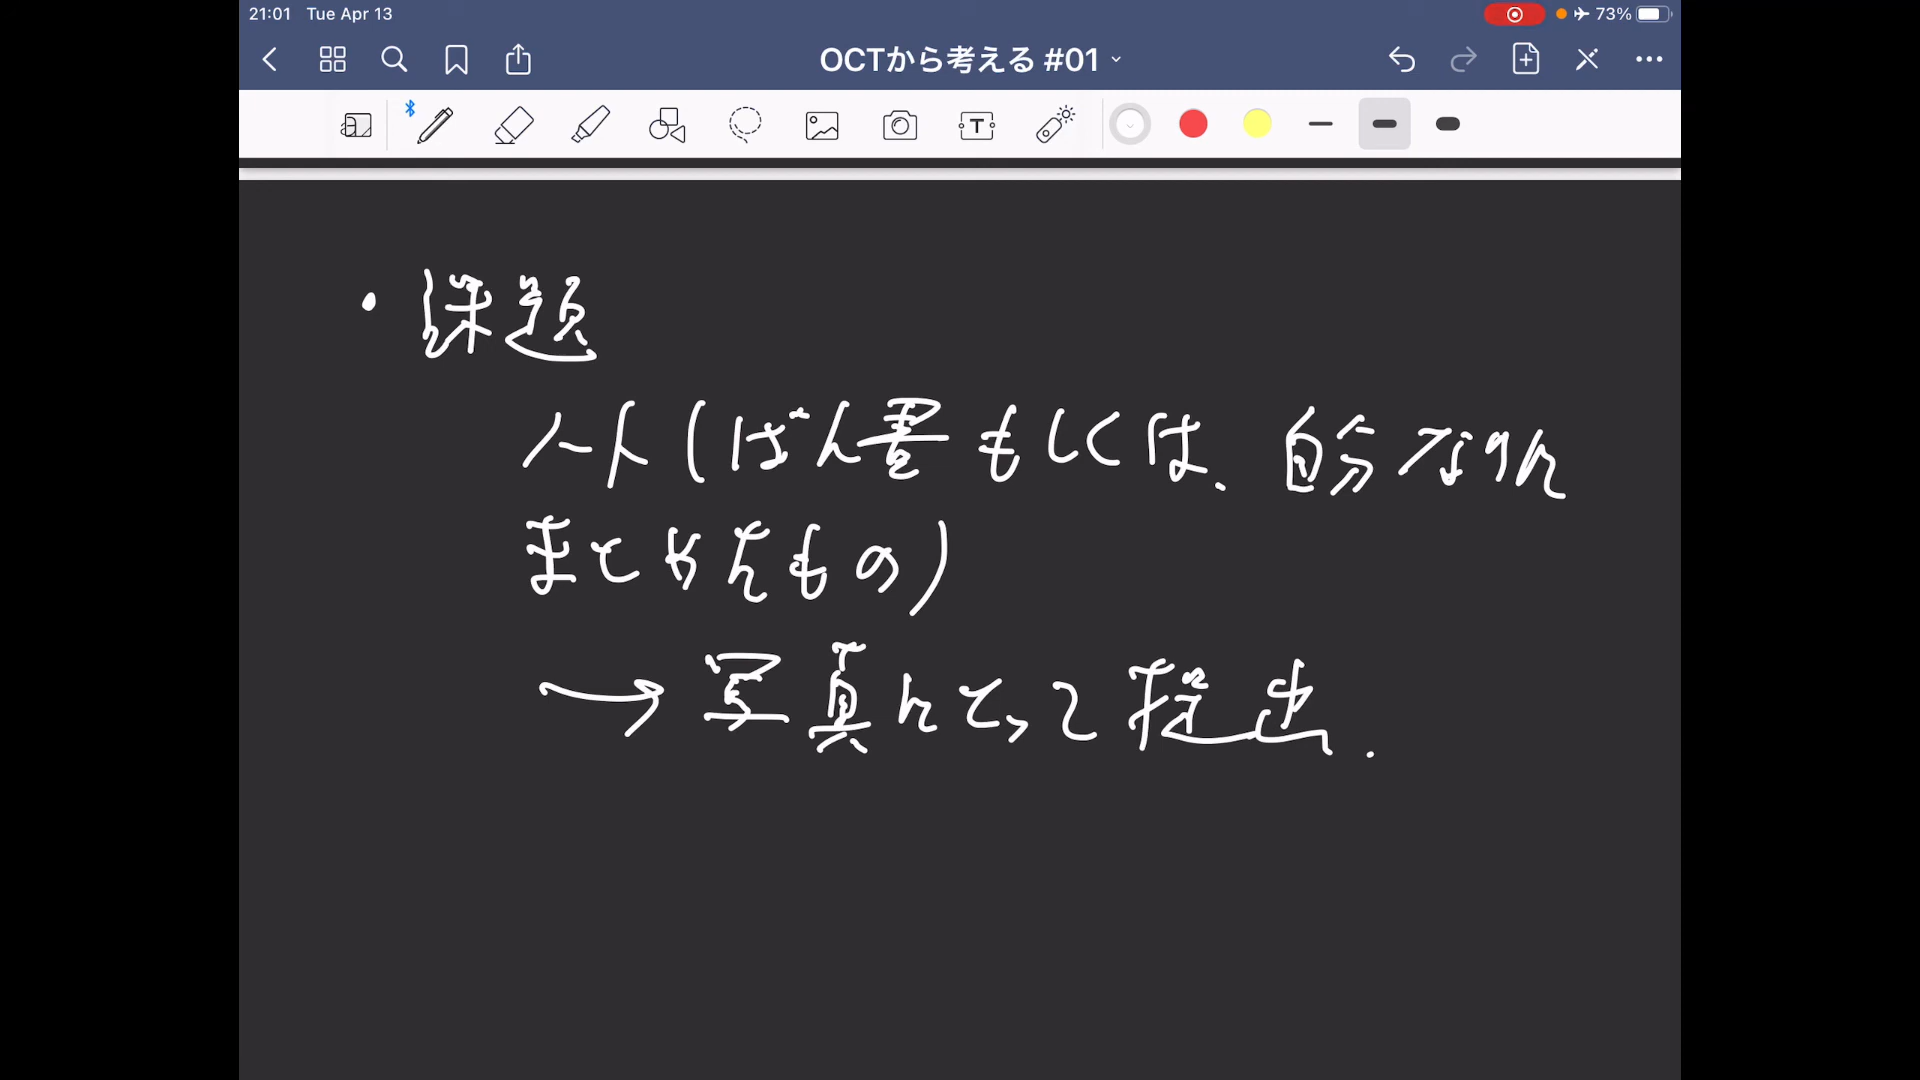 21:01 Tue Apr 13 73%
OCTから考える #01
・課題
ノート(ばん書もしくは、自分なりに
まとめたもの)
→写真にとって提出.